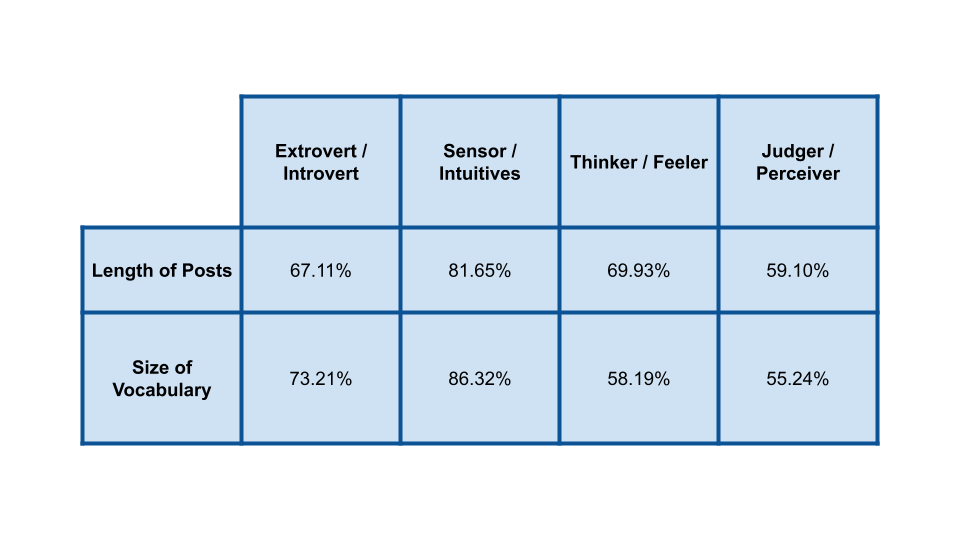 Extrovert /
Introvert
Sensor /
Intuitives
Thinker / Feeler
Judger /
Perceiver
Length of Posts
67.11%
81.65%
69.93%
59.10%
Size of
Vocabulary
73.21%
86.32%
58.19%
55.24%